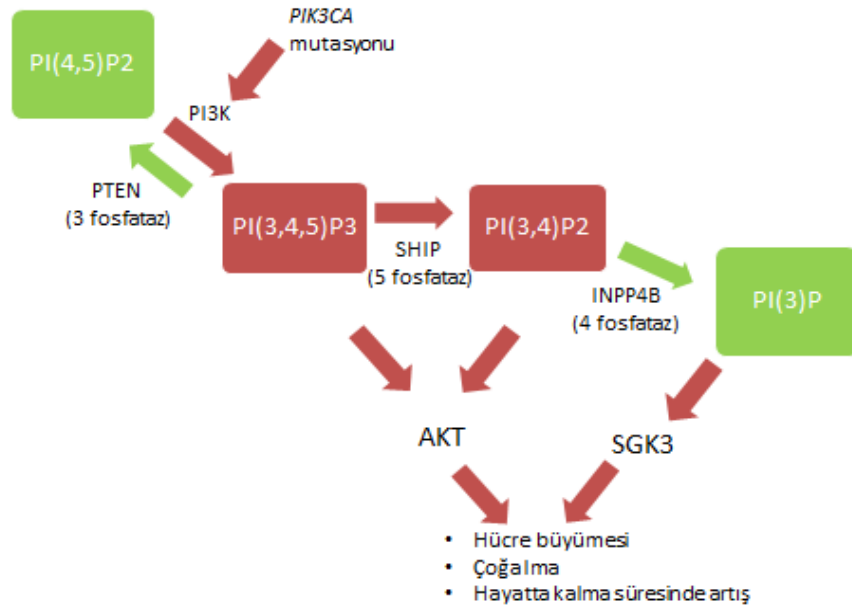 PIK3CA
mutasyonu
PI(4,5)P2
PI3K
PTEN
(3 fosfataz)
PI(3,4,5)P3
SHIP
(5 fosfataz)
PI(3,4)P2
INPP4B
(4 fosfataz)
PI(3)P
AKT
SGK3
• Hücre büyümesi
• Çoğalma
• Hayatta kalma süresinde artış